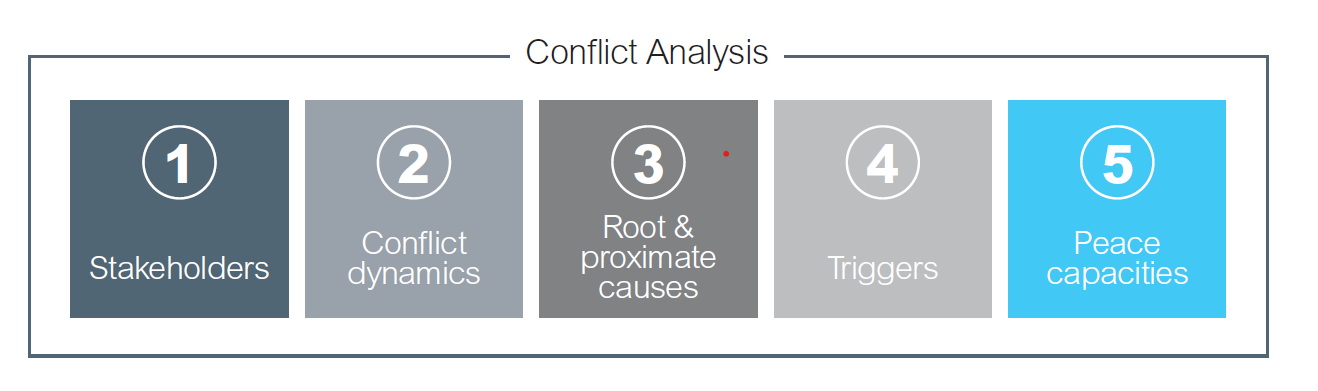 Conflict Analysis
1
Stakeholders
2
Conflict
dynamics
3
Root &
proximate
causes
4
Triggers
5
Peace
capacities